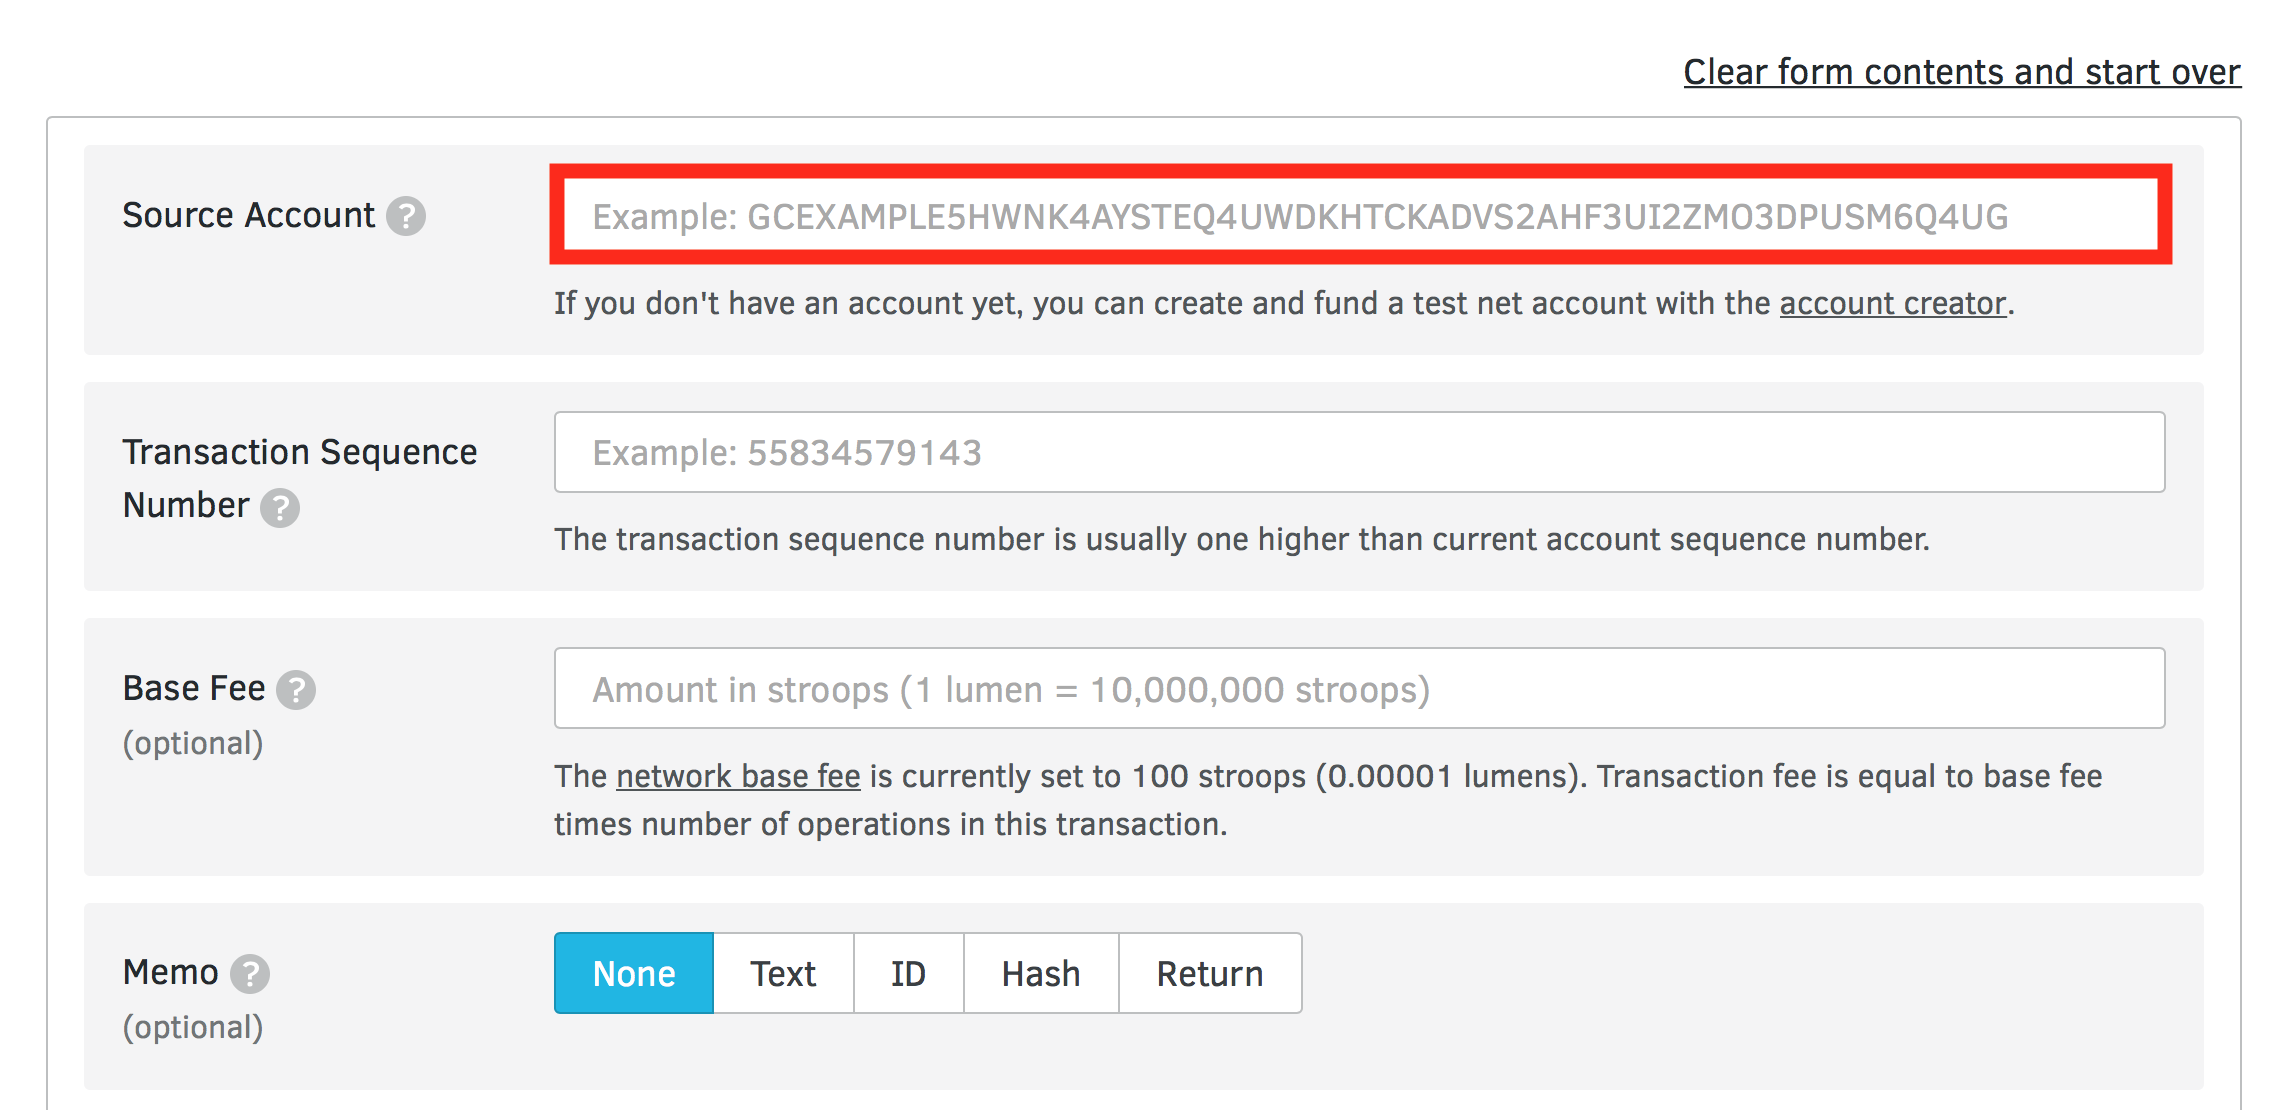 Clear form contents and start over
Source Account ?
Example: GCEXAMPLE5HWNK4AYSTEQ4UWDKHTCKADVS2AHF3UI2ZMO3DPUSM6Q4UG
If you don't have an account yet, you can create and fund a test net account with the account creator.
Transaction Sequence
Number ?
Example: 55834579143
The transaction sequence number is usually one higher than current account sequence number.
Base Fee ?
(optional)
Amount in stroops (1 lumen = 10,000,000 stroops)
The network base fee is currently set to 100 stroops (0.00001 lumens). Transaction fee is equal to base fee
times number of operations in this transaction.
Memo ?
(optional)
None Text ID Hash Return